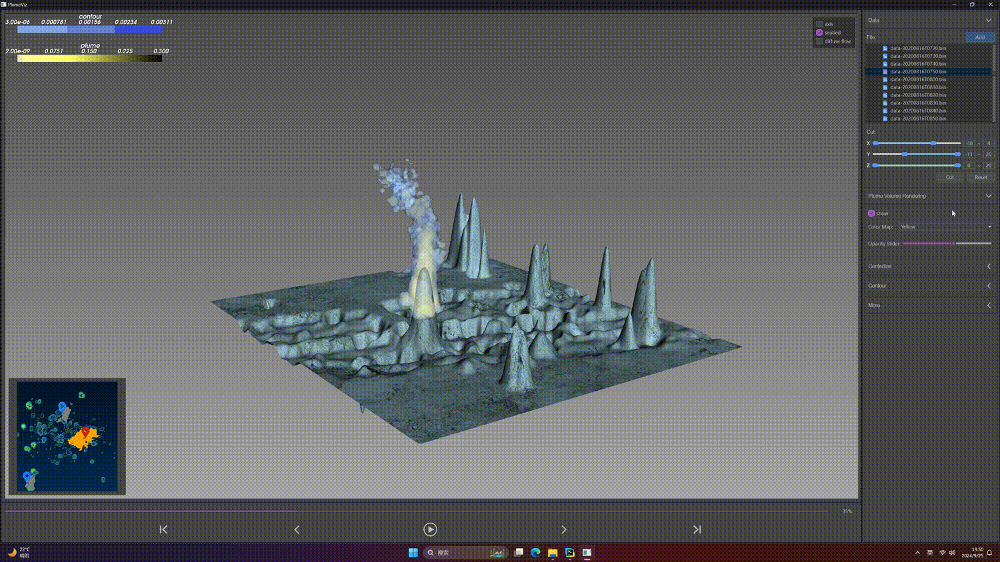 PlumeViz
contour
3.00e-06 0.000781 0.00156 0.00234 0.00311
plume
2.00e-09 0.0751 0.150 0.225 0.300
axis
seabed
diffuse flow
Data
File:
Add
data-20200816T0720.bin
data-20200816T0730.bin
data-20200816T0740.bin
data-20200816T0750.bin
data-20200816T0800.bin
data-20200816T0810.bin
data-20200816T0820.bin
data-20200816T0830.bin
data-20200816T0840.bin
data-20200816T0850.bin
Cut:
X -30 ~ 4
Y -11 ~ 20
Z 0 ~ 20
Cut Reset
Plume Volume Rendering
show
Color Map: Yellow
Opacity Slider:
Centerline
Contour
More
35%
22°C
晴朗
搜索
英
19:50
2024/9/25